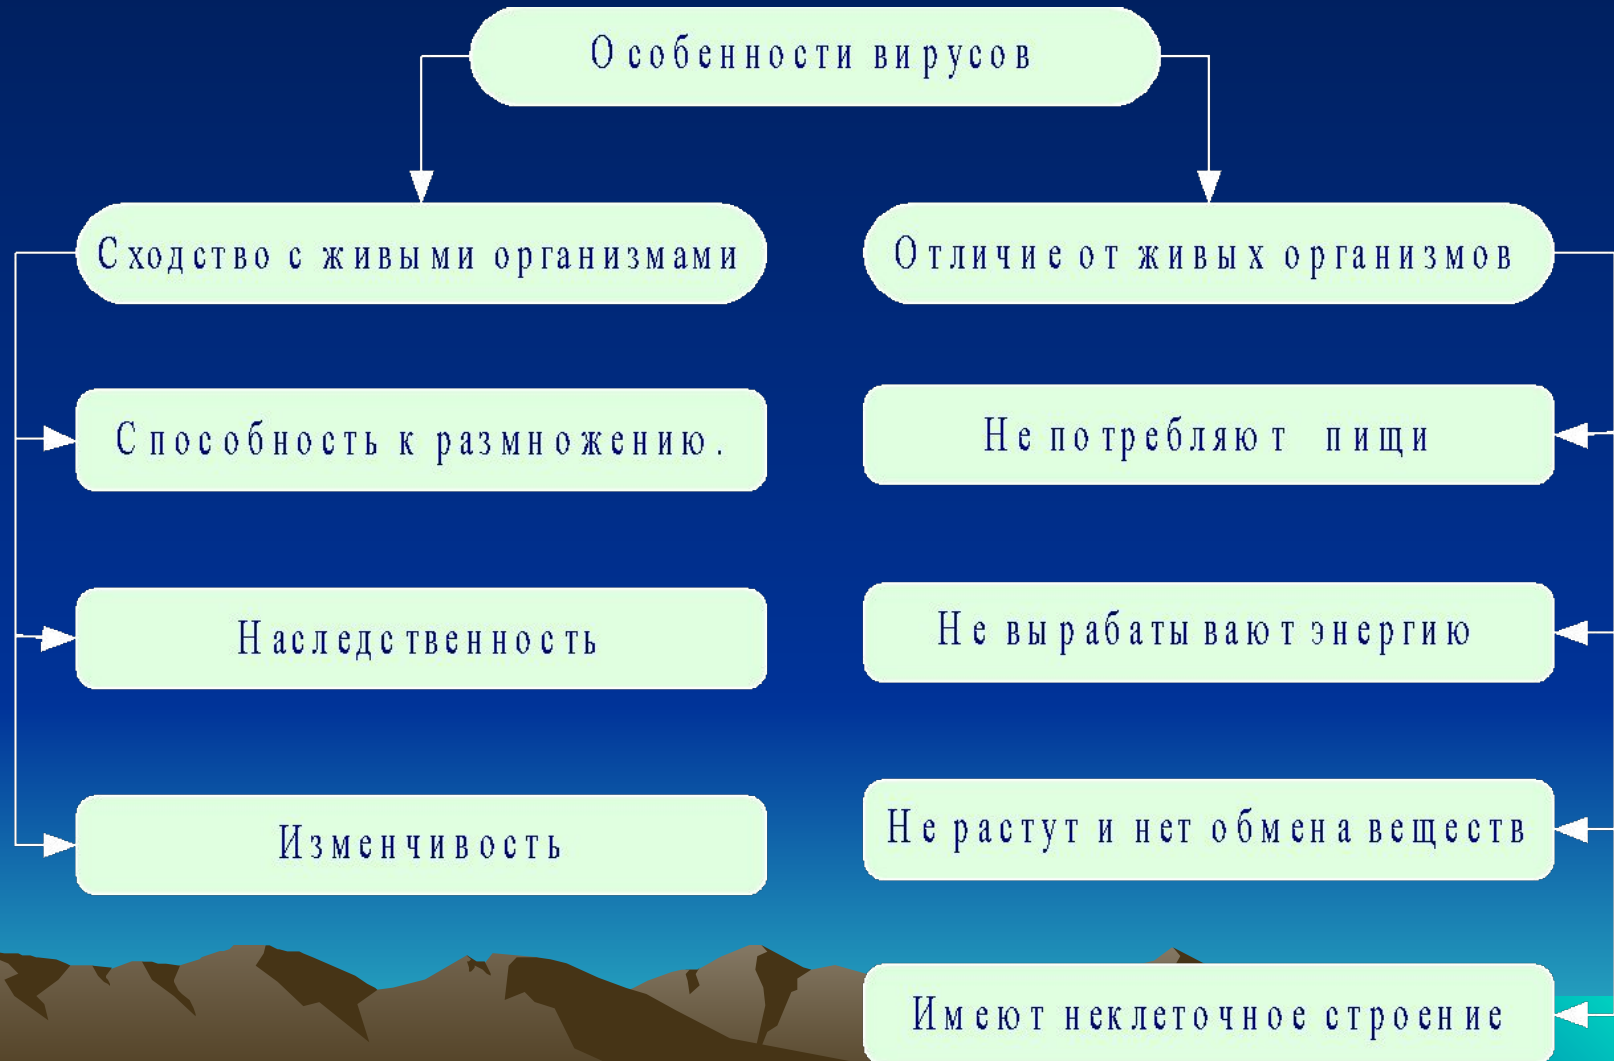 Особенности вирусов
Сходство с живыми организмами
Способность к размножению.
Наследственность
Изменчивость
Отличие от живых организмов
Не потребляют пищи
Не вырабатывают энергию
Не растут и нет обмена веществ
Имеют неклеточное строение